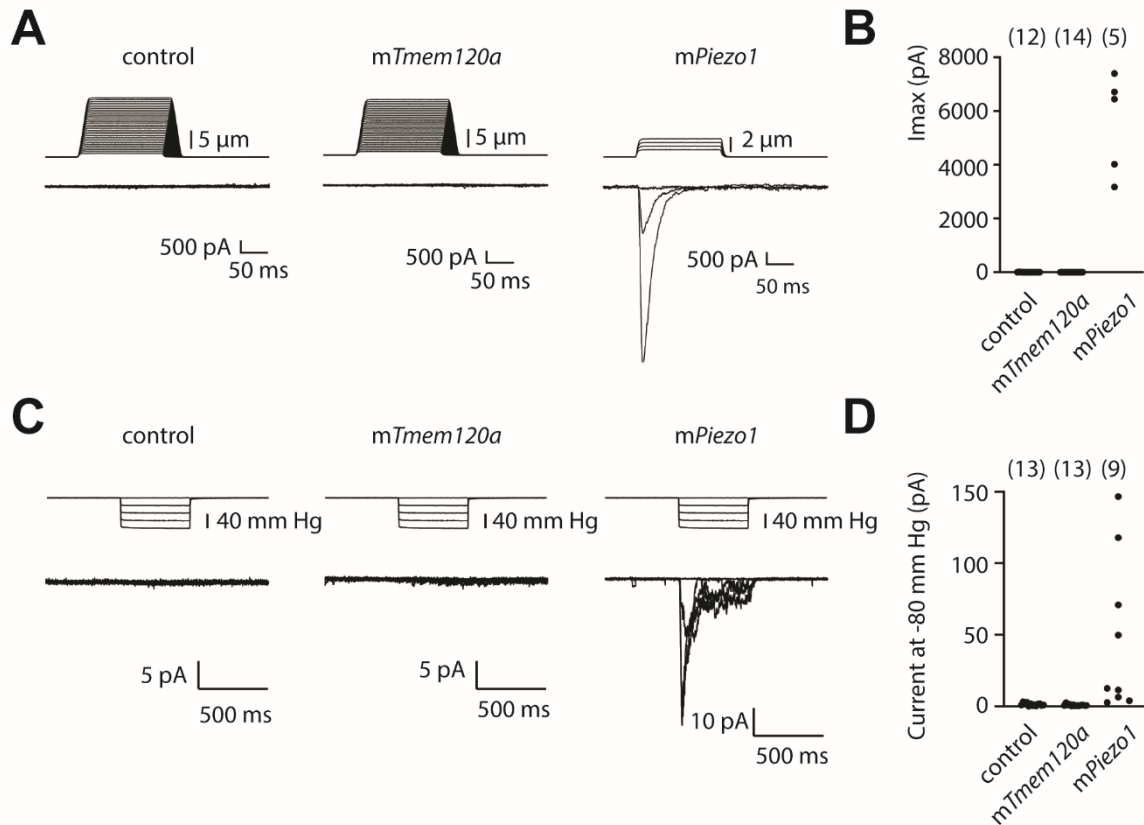 A
control
mTmem120a
mPiezo1
5 µm
5 µm
2 µm
500 pA
50 ms
500 pA
50 ms
500 pA
50 ms
B
(12) (14) (5)
Imax (pA)
8000
6000
4000
2000
0
control
mTmem120a
mPiezo1
C
control
mTmem120a
mPiezo1
40 mm Hg
40 mm Hg
40 mm Hg
5 pA
500 ms
5 pA
500 ms
10 pA
500 ms
D
(13) (13) (9)
Current at -80 mm Hg (pA)
150
100
50
0
control
mTmem120a
mPiezo1